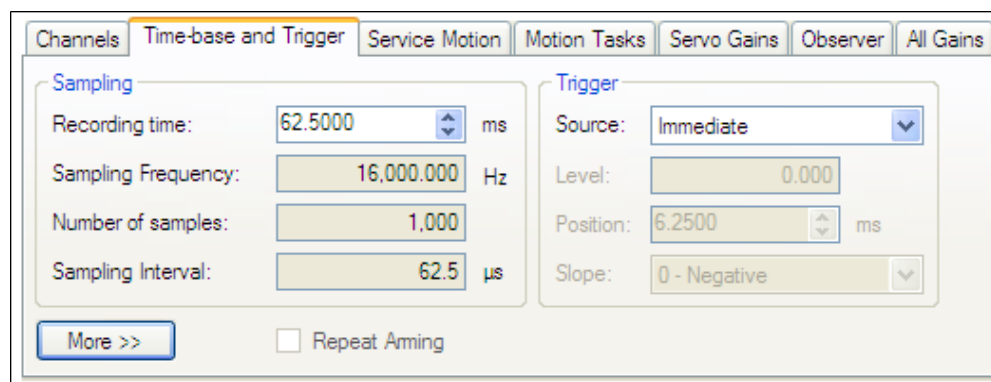 Channels Time-base and Trigger Service Motion Motion Tasks Servo Gains Observer All Gains
Sampling
Recording time: 62.5000 ms
Sampling Frequency: 16,000.000 Hz
Number of samples: 1,000
Sampling Interval: 62.5 µs
Trigger
Source: Immediate
Level: 0.000
Position: 6.2500 ms
Slope: 0 - Negative
More >>
Repeat Arming